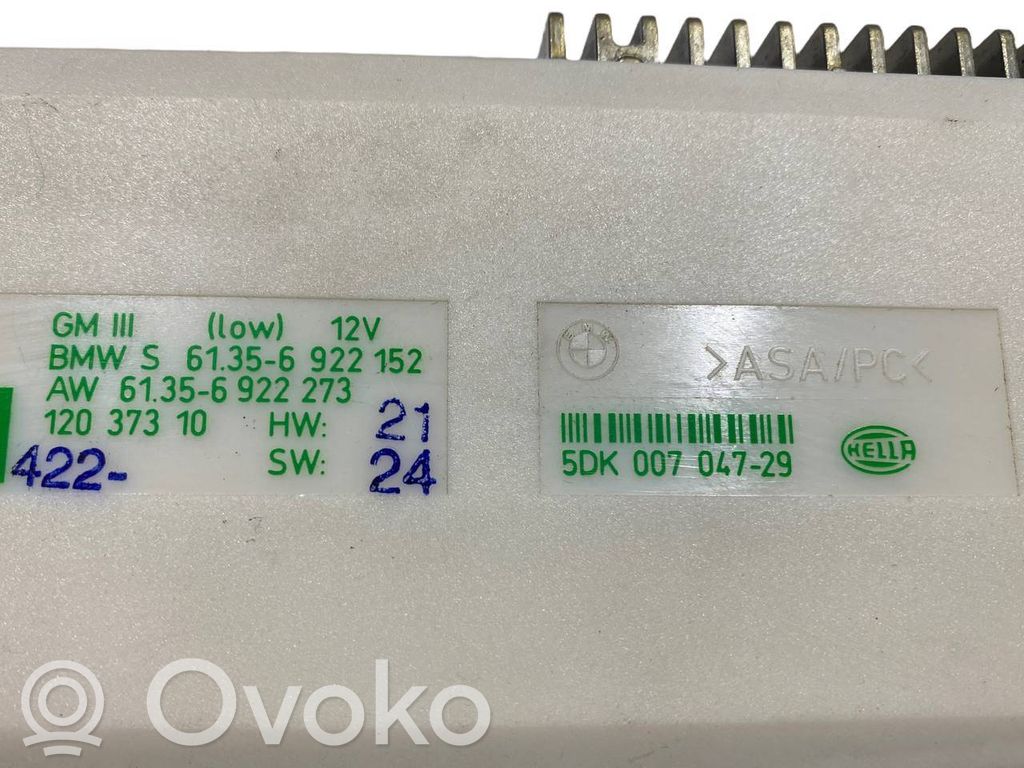 GM III (low) 12V
BMW S 61.35-6 922 152
AW 61.35-6 922 273
120 373 10 HW: 21
422- SW: 24
BMW
>ASA/PC<
5DK 007 047-29
HELLA
Ovoko